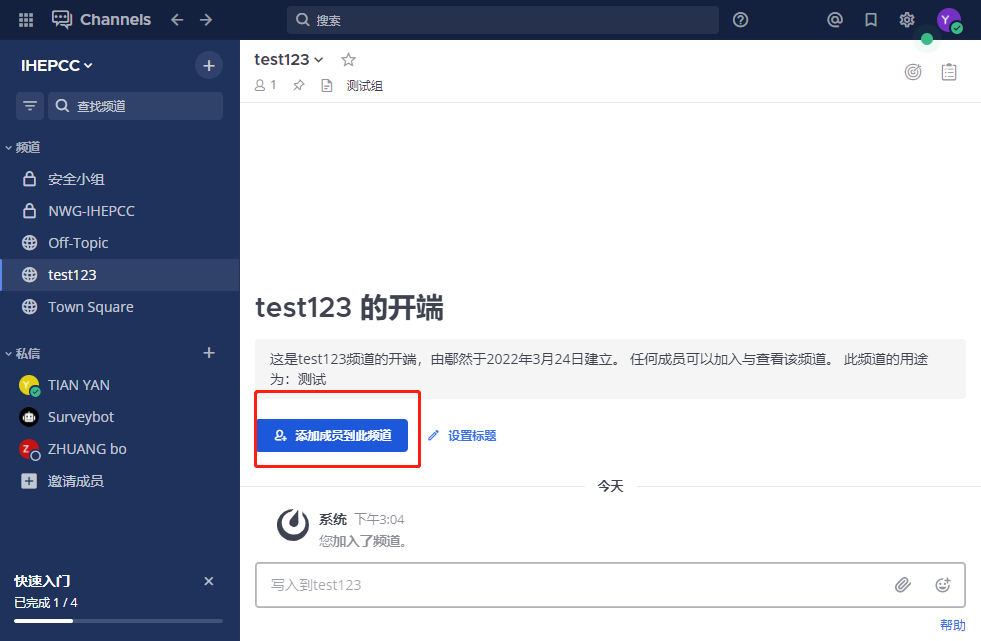 Channels
搜索
Y
IHEPCC
查找频道
频道
安全小组
NWG-IHEPCC
Off-Topic
test123
Town Square
私信
Y
TIAN YAN
Surveybot
Z
ZHUANG bo
邀请成员
快速入门
已完成 1 / 4
test123
1
测试组
test123 的开端
这是test123频道的开端，由鄢然于2022年3月24日建立。 任何成员可以加入与查看该频道。 此频道的用途
为：测试
添加成员到此频道
设置标题
今天
系统 下午3:04
您加入了频道。
写入到test123
帮助